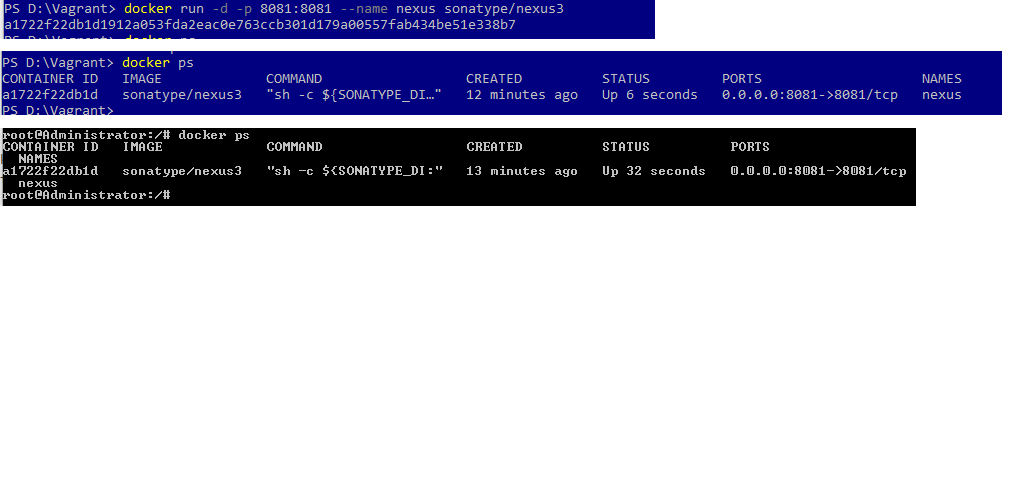 PS D:\Vagrant> docker run -d -p 8081:8081 --name nexus sonatype/nexus3
a1722f22db1d1912a053fda2eac0e763ccb301d179a00557fab434be51e338b7
PS D:\Vagrant> docker ps
CONTAINER ID IMAGE COMMAND CREATED STATUS PORTS NAMES
a1722f22db1d sonatype/nexus3 "sh -c ${SONATYPE_DI…" 12 minutes ago Up 6 seconds 0.0.0.0:8081->8081/tcp nexus
PS D:\Vagrant>
root@Administrator:/# docker ps
CONTAINER ID IMAGE COMMAND CREATED STATUS PORTS
NAMES
a1722f22db1d sonatype/nexus3 "sh -c ${SONATYPE_DI:" 13 minutes ago Up 32 seconds 0.0.0.0:8081->8081/tcp
nexus
root@Administrator:/#